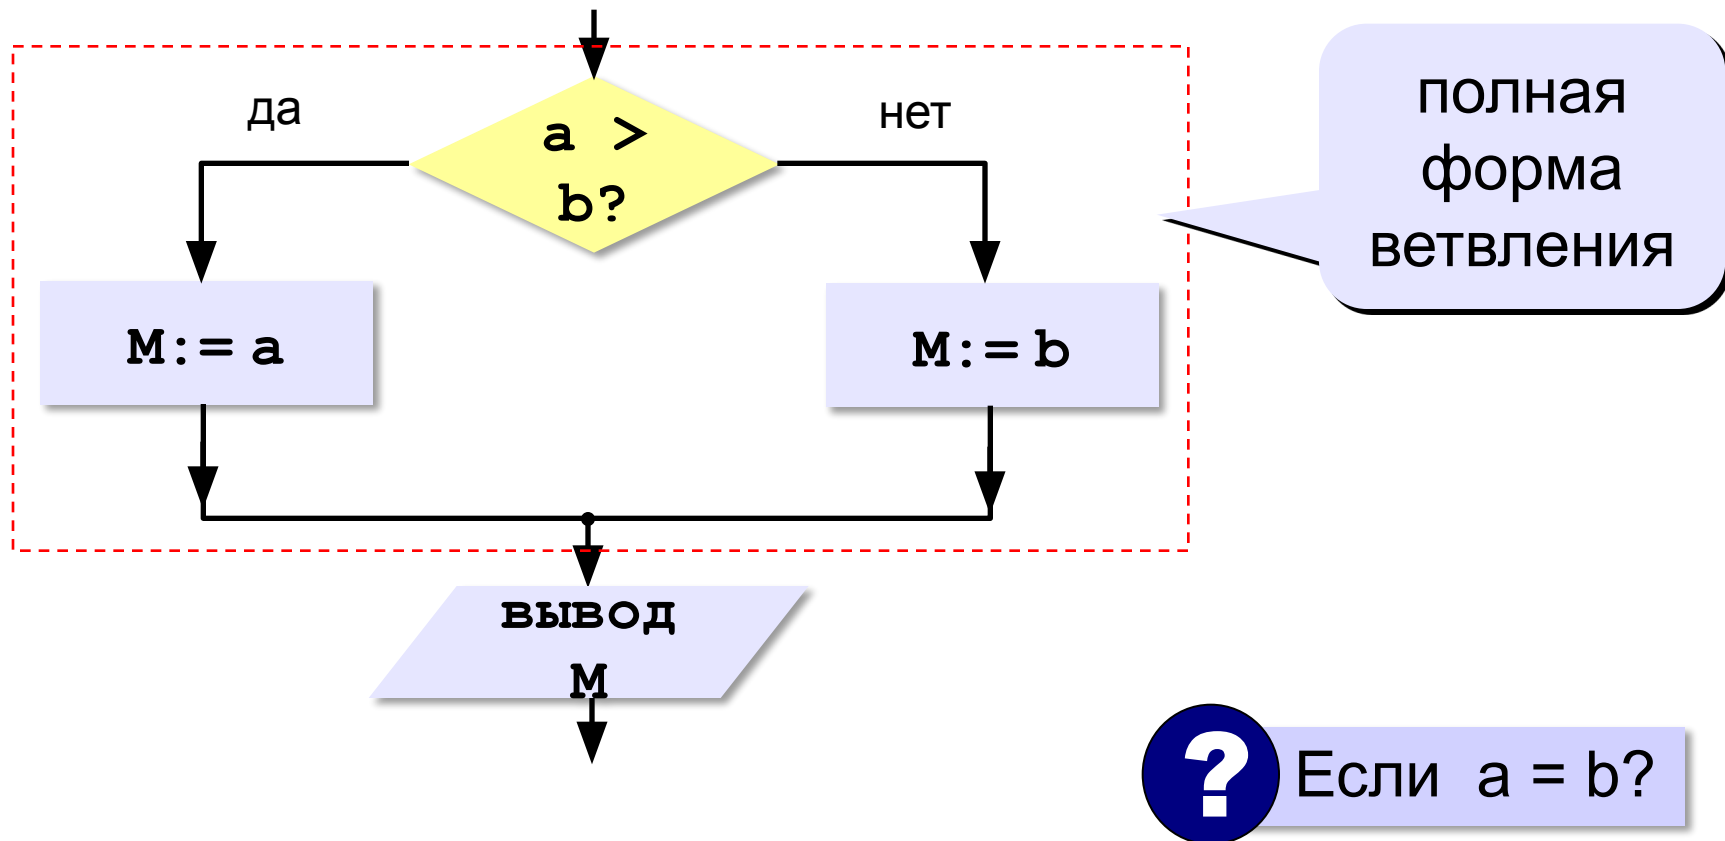 да
a >
b?
нет
M:= a
M:= b
вывод
M
полная
форма
ветвления
?
Если a = b?